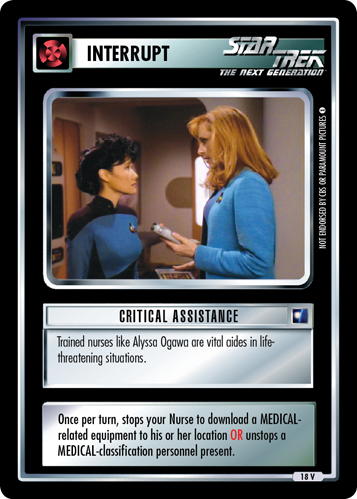 INTERRUPT
STAR TREK
THE NEXT GENERATION
NOT ENDORSED BY CBS OR PARAMOUNT PICTURES
CRITICAL ASSISTANCE
Trained nurses like Alyssa Ogawa are vital aides in life-
threatening situations.
Once per turn, stops your Nurse to download a MEDICAL-
related equipment to his or her location OR unstops a
MEDICAL-classification personnel present.
18 V